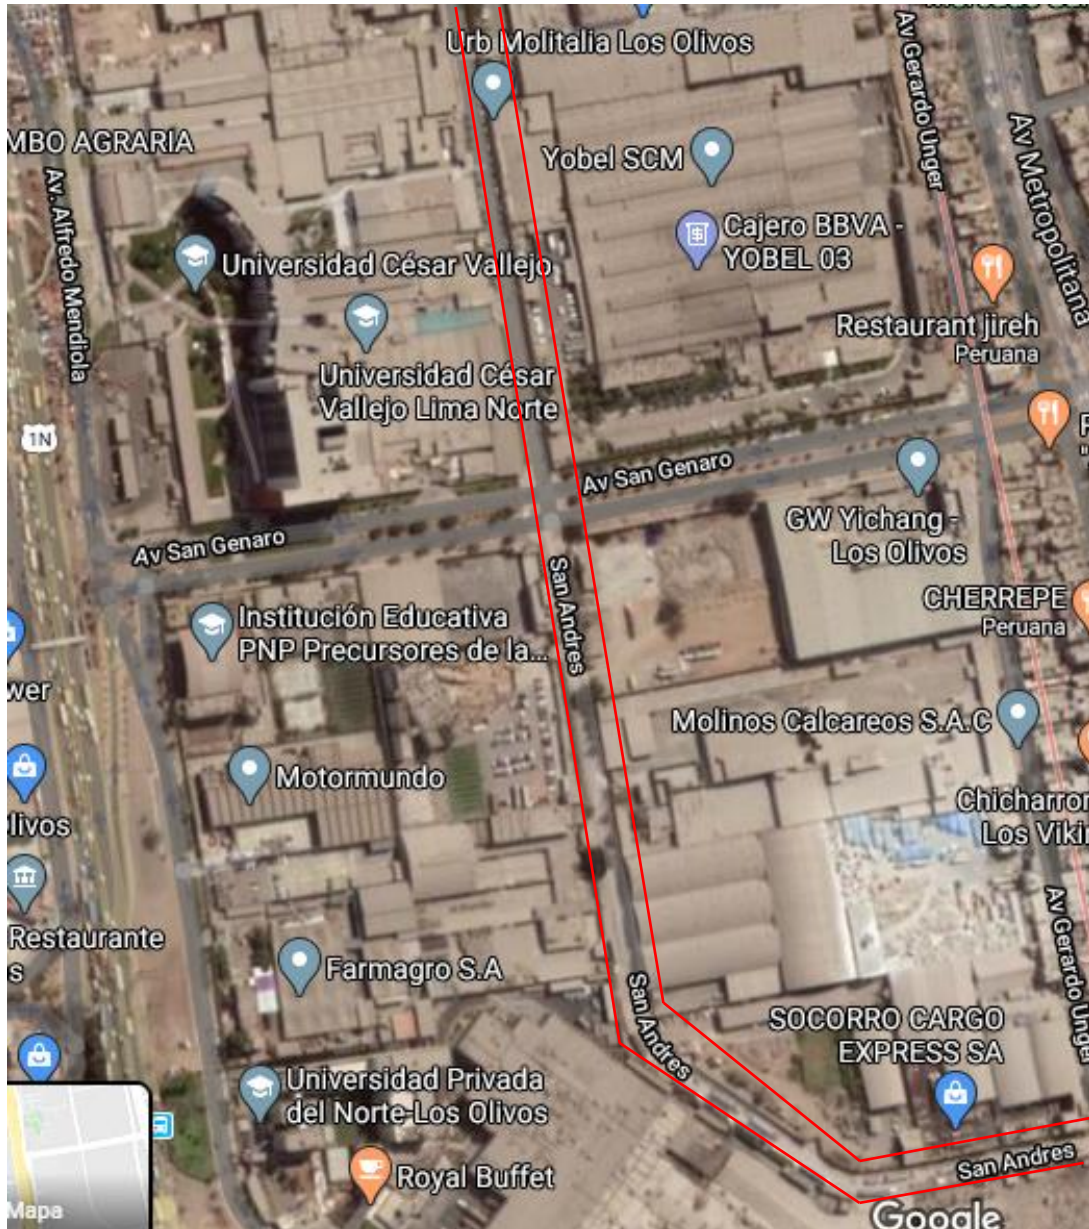 Urb Molitalia Los Olivos
Av Gerardo Unger
MBO AGRARIA
Av Metropolitana
Yobel SCM
Av. Alfredo Mendiola
Cajero BBVA -
YOBEL 03
Universidad César Vallejo
Restaurant jireh
Peruana
Universidad César
Vallejo Lima Norte
1N
Av San Genaro
GW Yichang -
Los Olivos
Av San Genaro
San Andres
CHERREPE
Peruana
Institución Educativa
PNP Precursores de la...
wer
Molinos Calcareos S.A.C
Motormundo
Chicharron
Los Vikin
livos
Restaurante
s
Farmagro S.A
Av Gerardo Unger
San Andres
SOCORRO CARGO
EXPRESS SA
Universidad Privada
del Norte-Los Olivos
San Andres
Royal Buffet
Mapa
Google